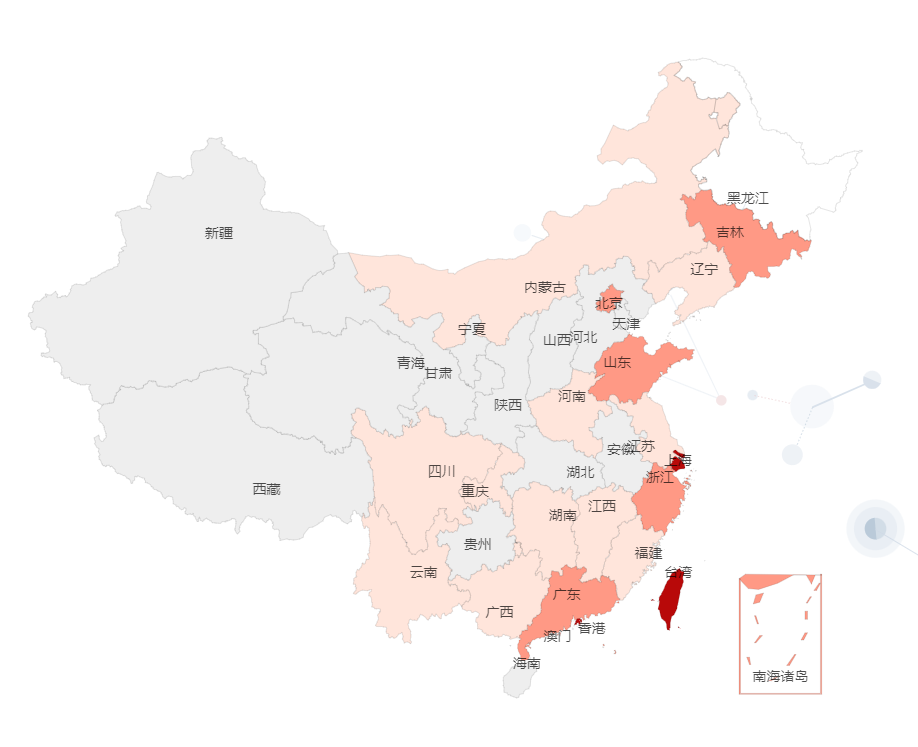 黑龙江
新疆
吉林
辽宁
内蒙古
北京
天津
宁夏
山西
河北
青海
甘肃
山东
河南
陕西
安徽
江苏
上海
四川
湖北
浙江
西藏
重庆
湖南
江西
贵州
福建
云南
台湾
广东
广西
香港
澳门
海南
南海诸岛